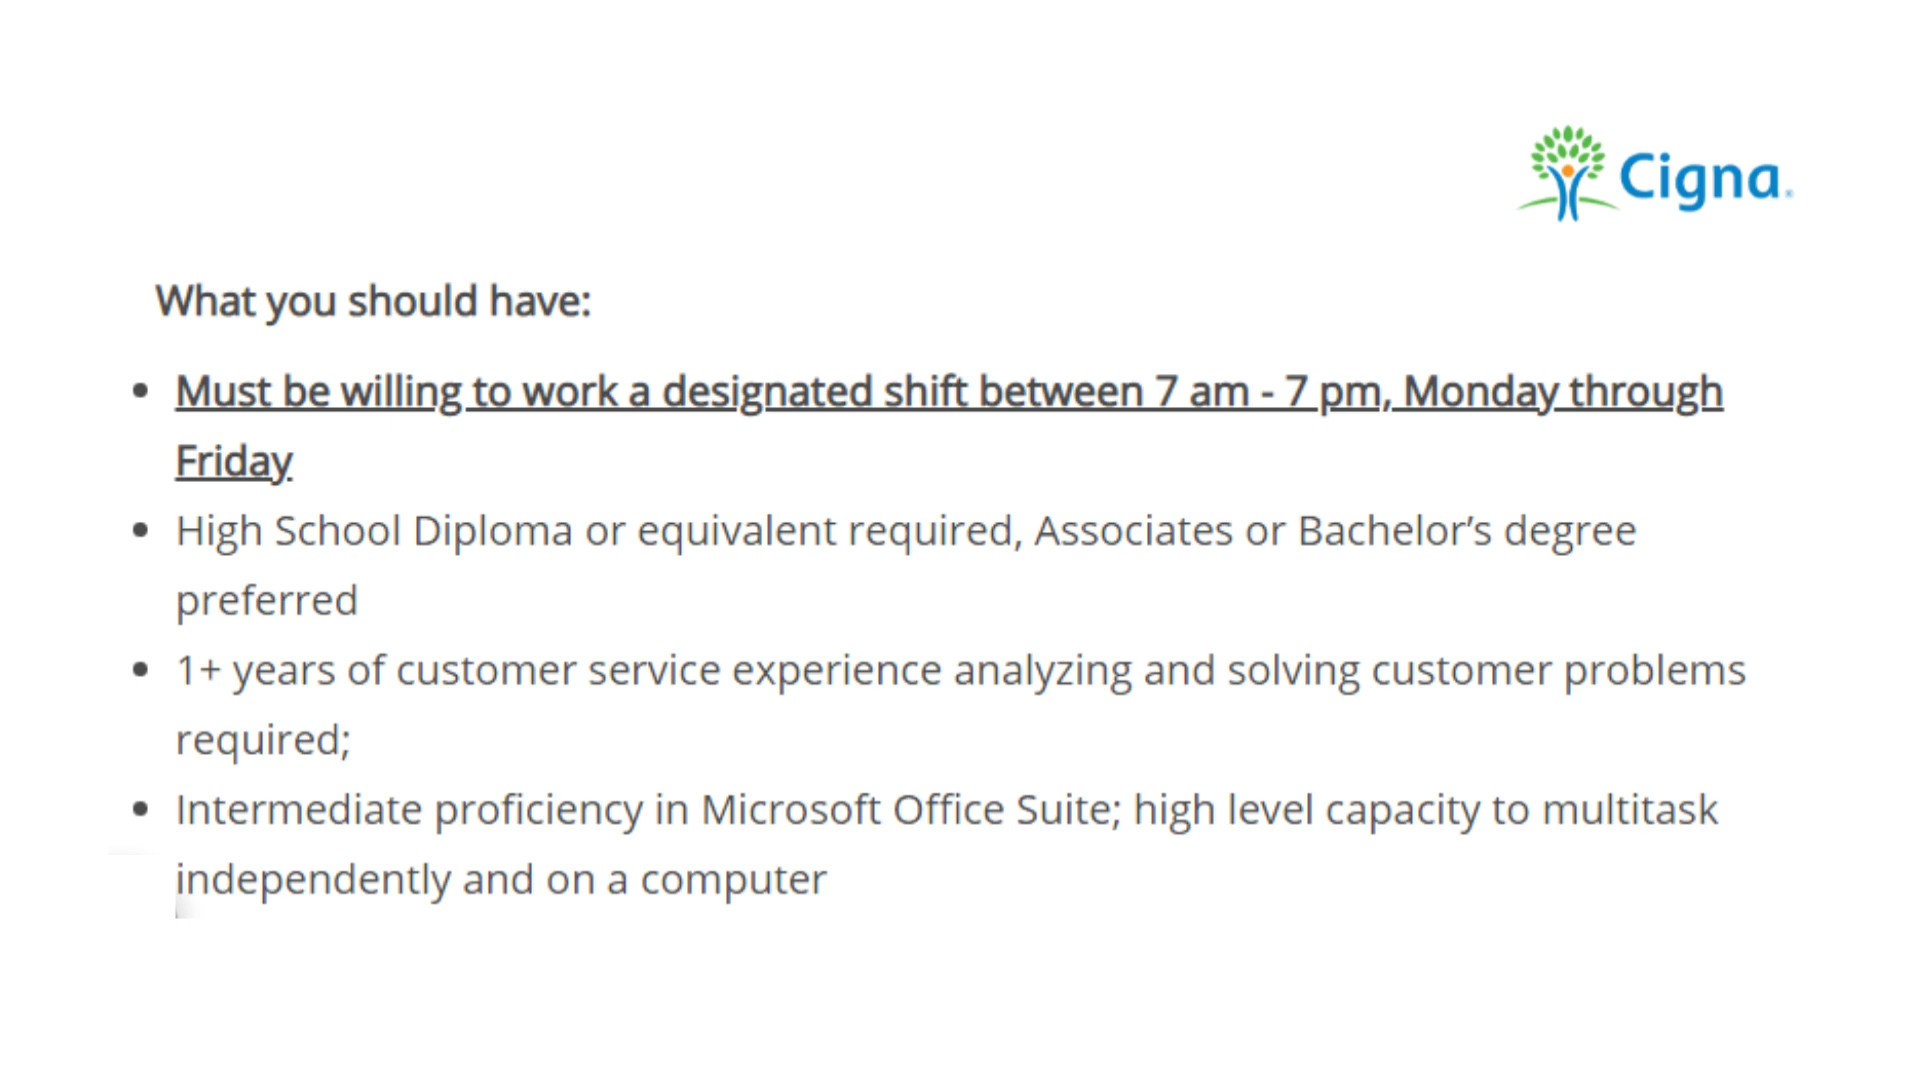 Cigna.
What you should have:
• Must be willing to work a designated shift between 7 am - 7 pm, Monday through
Friday
• High School Diploma or equivalent required, Associates or Bachelor’s degree
preferred
• 1+ years of customer service experience analyzing and solving customer problems
required;
• Intermediate proficiency in Microsoft Office Suite; high level capacity to multitask
independently and on a computer